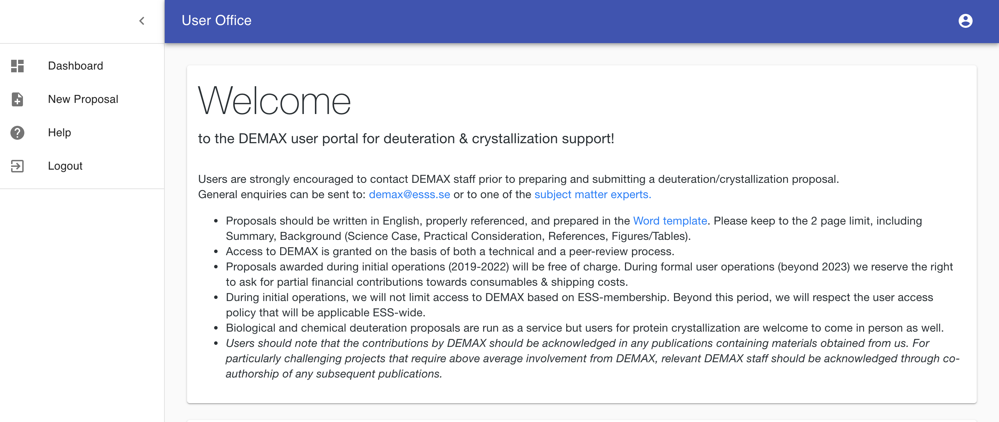 User Office
Dashboard
New Proposal
Help
Logout
Welcome
to the DEMAX user portal for deuteration & crystallization support!
Users are strongly encouraged to contact DEMAX staff prior to preparing and submitting a deuteration/crystallization proposal.
General enquiries can be sent to: demax@esss.se or to one of the subject matter experts.
• Proposals should be written in English, properly referenced, and prepared in the Word template. Please keep to the 2 page limit, including
Summary, Background (Science Case, Practical Consideration, References, Figures/Tables).
• Access to DEMAX is granted on the basis of both a technical and a peer-review process.
• Proposals awarded during initial operations (2019-2022) will be free of charge. During formal user operations (beyond 2023) we reserve the right
to ask for partial financial contributions towards consumables & shipping costs.
• During initial operations, we will not limit access to DEMAX based on ESS-membership. Beyond this period, we will respect the user access
policy that will be applicable ESS-wide.
• Biological and chemical deuteration proposals are run as a service but users for protein crystallization are welcome to come in person as well.
• Users should note that the contributions by DEMAX should be acknowledged in any publications containing materials obtained from us. For
particularly challenging projects that require above average involvement from DEMAX, relevant DEMAX staff should be acknowledged through co-
authorship of any subsequent publications.